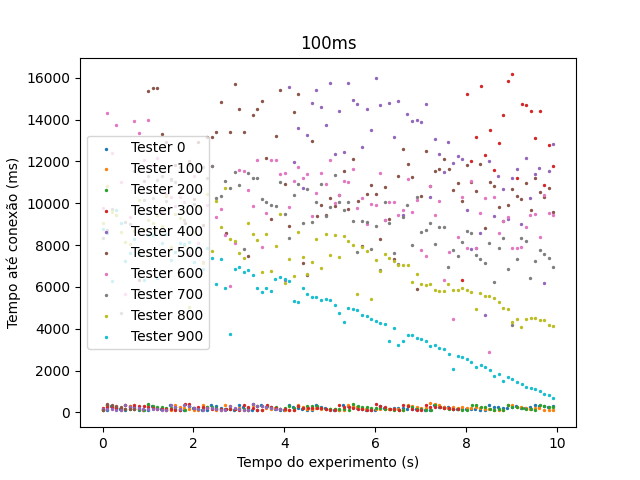 100ms
Tempo até conexão (ms)
16000
14000
12000
10000
8000
6000
4000
2000
0
Tester 0
Tester 100
Tester 200
Tester 300
Tester 400
Tester 500
Tester 600
Tester 700
Tester 800
Tester 900
0 2 4 6 8 10
Tempo do experimento (s)